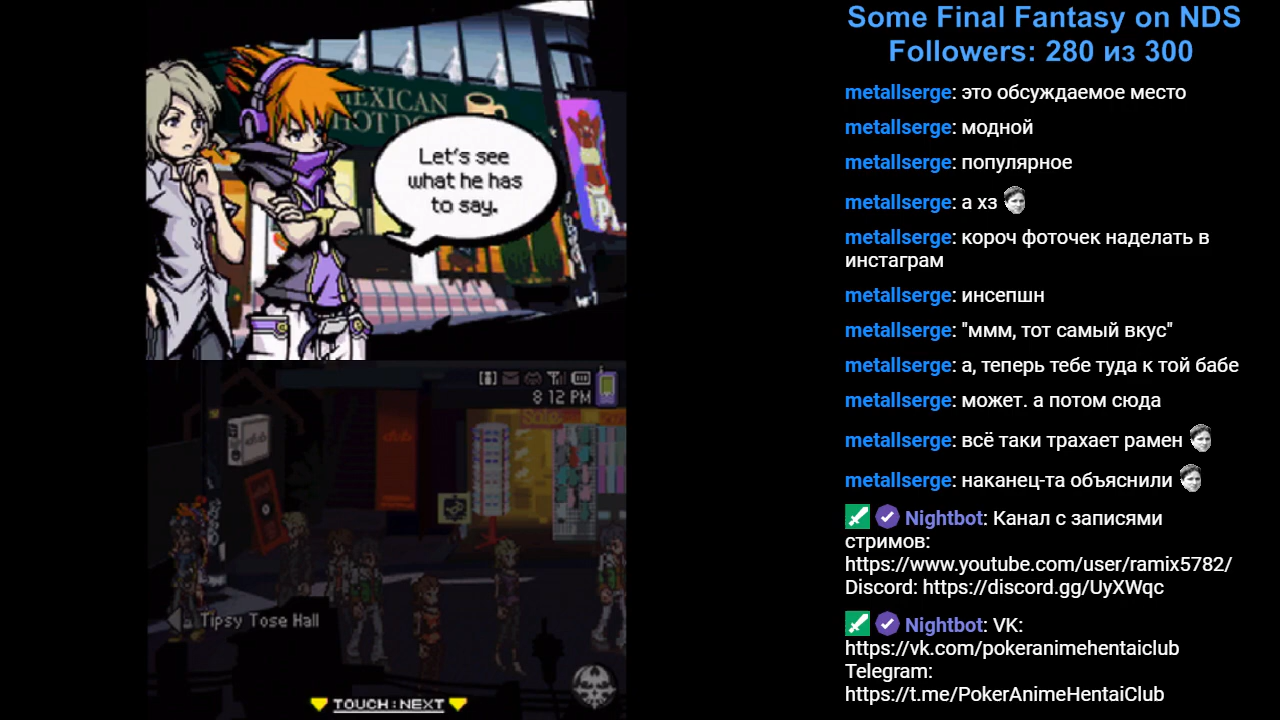 MEXICAN
HOT DO
Let's see
what he has
to say.
8:12 PM
Sale
Tipsy Tose Hall
TOUCH:NEXT
Some Final Fantasy on NDS
Followers: 280 из 300
metallserge: это обсуждаемое место
metallserge: модной
metallserge: популярное
metallserge: а хз
metallserge: короч фоточек наделать в
инстаграм
metallserge: инсепшн
metallserge: "ммм, тот самый вкус"
metallserge: а, теперь тебе туда к той бабе
metallserge: может. а потом сюда
metallserge: всё таки трахает рамен
metallserge: наканец-та объяснили
Nightbot: Канал с записями
стримов:
https://www.youtube.com/user/ramix5782/
Discord: https://discord.gg/UyXWqc
Nightbot: VK:
https://vk.com/pokeranimehentaiclub
Telegram:
https://t.me/PokerAnimeHentaiClub